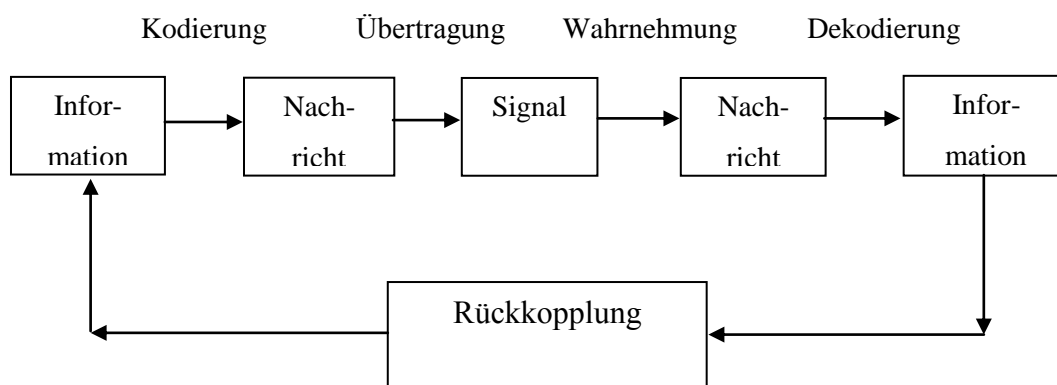 Kodierung Übertragung Wahrnehmung Dekodierung
Infor- Nach- Signal Nach- Infor-
mation richt richt mation
Rückkopplung